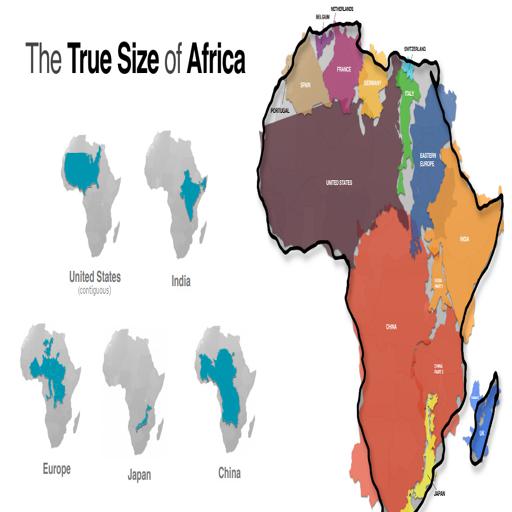 The True Size of Africa
NETHERLANDS
BELGIUM
SWITZERLAND
FRANCE
SPAIN
GERMANY
ITALY
PORTUGAL
EASTERN
EUROPE
UNITED STATES
INDIA
United States
(contiguous)
India
CHINA
CHINA
PART 2
Europe
Japan
China
UK
JAPAN